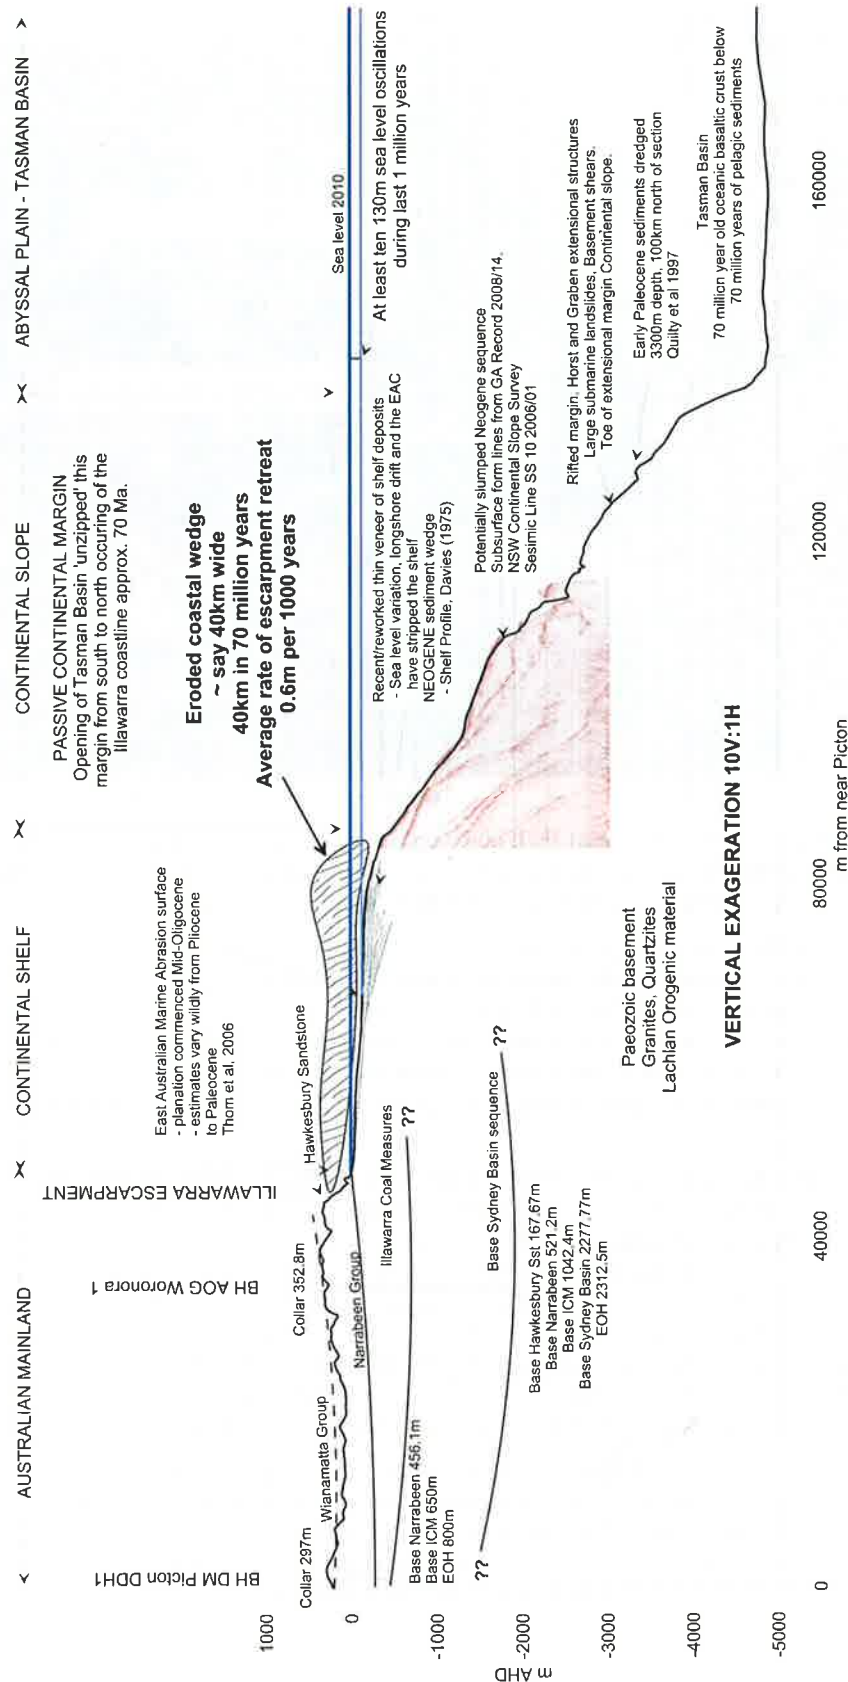 AUSTRALIAN MAINLAND
CONTINENTAL SHELF
CONTINENTAL SLOPE
ABYSSAL PLAIN - TASMAN BASIN
PASSIVE CONTINENTAL MARGIN
Opening of Tasman Basin 'unzipped' this
margin from south to north occuring of the
Illawarra coastline approx. 70 Ma.
BH DM Picton DDH1
BH AOG Woronora 1
ILLAWARRA ESCARPMENT
East Australian Marine Abrasion surface
- planation commenced Mid-Oligocene
- estimates vary wildly from Pliocene
to Paleocene
Thom et al, 2006
Eroded coastal wedge
~ say 40km wide
40km in 70 million years
Average rate of escarpment retreat
0.6m per 1000 years
Collar 297m
Collar 352.8m
Wianamatta Group
Hawkesbury Sandstone
Sea level 2010
Narrabeen Group
At least ten 130m sea level oscillations
during last 1 million years
Illawarra Coal Measures
??
Recent/reworked thin veneer of shelf deposits
- Sea level variation, longshore drift and the EAC
have stripped the shelf
NEOGENE sediment wedge
- Shelf Profile, Davies (1975)
Base Narrabeen 456.1m
Base ICM 650m
EOH 800m
??
Base Sydney Basin sequence
??
Base Hawkesbury Sst 167.67m
Base Narrabeen 521.2m
Base ICM 1042.4m
Base Sydney Basin 2277.77m
EOH 2312.5m
Potentially slumped Neogene sequence
Subsurface form lines from GA Record 2008/14.
NSW Continental Slope Survey
Sesimic Line SS 10 2006/01
Rifted margin, Horst and Graben extensional structures
Large submarine landslides, Basement shears.
Toe of extensional margin Continental slope.
Early Paleocene sediments dredged
3300m depth, 100km north of section
Quilty et al 1997
Tasman Basin
70 million year old oceanic basaltic crust below
70 million years of pelagic sediments
Paeozoic basement
Granites, Quartzites
Lachlan Orogenic material
VERTICAL EXAGERATION 10V:1H
m AHD
1000
0
-1000
-2000
-3000
-4000
-5000
0
40000
80000
120000
160000
m from near Picton